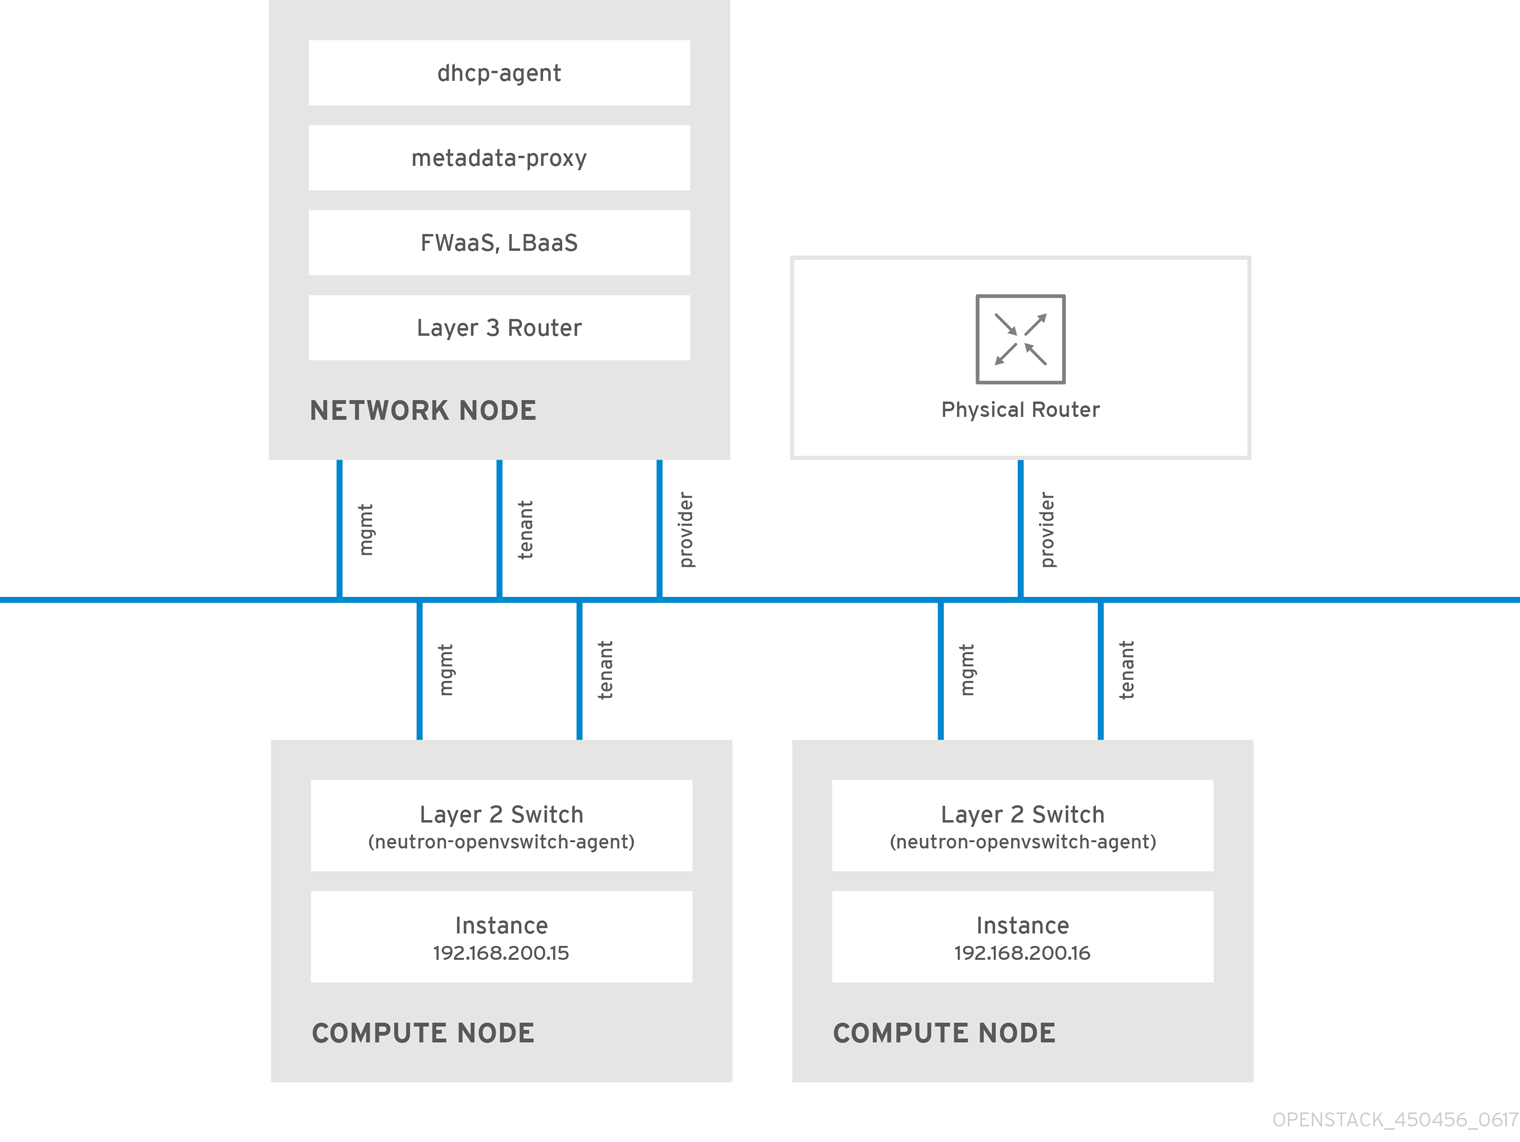 dhcp-agent
metadata-proxy
FWaaS, LBaaS
Layer 3 Router
NETWORK NODE
Physical Router
mgmt
tenant
provider
provider
mgmt
tenant
mgmt
tenant
Layer 2 Switch
(neutron-openvswitch-agent)
Instance
192.168.200.15
COMPUTE NODE
Layer 2 Switch
(neutron-openvswitch-agent)
Instance
192.168.200.16
COMPUTE NODE
OPENSTACK_450456_0617